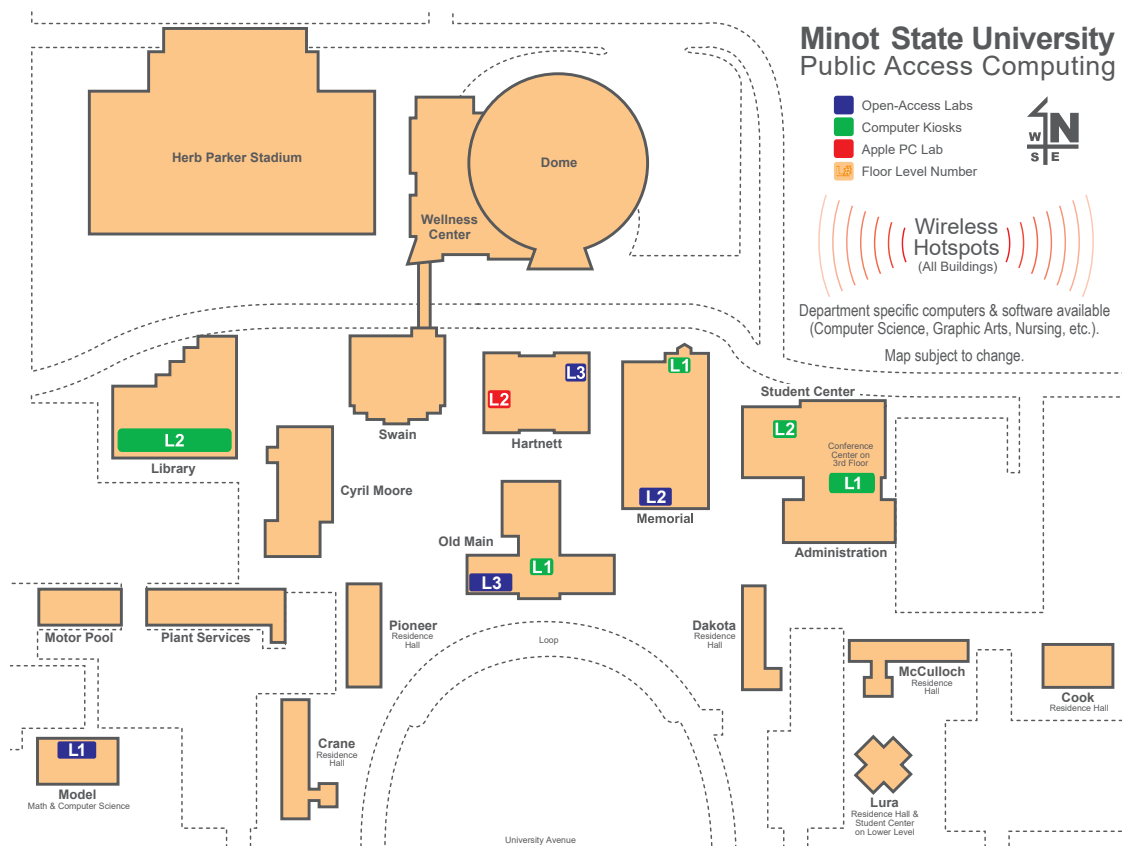 Minot State University
Public Access Computing
Open-Access Labs
Computer Kiosks
Apple PC Lab
L# Floor Level Number
N
W
S E
Wireless
Hotspots
(All Buildings)
Department specific computers & software available
(Computer Science, Graphic Arts, Nursing, etc.).
Map subject to change.
Herb Parker Stadium
Dome
Wellness
Center
L2
Library
Swain
L3
L2
Hartnett
L1
L2
Memorial
Student Center
L2
Conference
Center on
3rd Floor
L1
Administration
Cyril Moore
Old Main
L1
L3
Motor Pool
Plant Services
Pioneer
Residence
Hall
Loop
Dakota
Residence
Hall
McCulloch
Residence
Hall
Cook
Residence Hall
L1
Model
Math & Computer Science
Crane
Residence
Hall
Lura
Residence Hall &
Student Center
on Lower Level
University Avenue